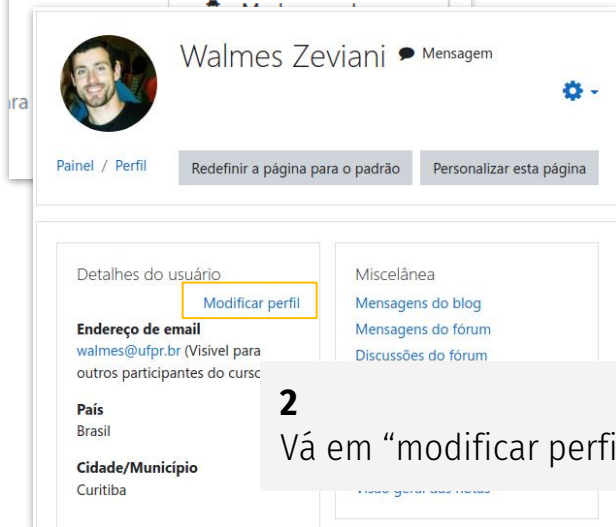 Walmes Zeviani Mensagem
Painel / Perfil
Redefinir a página para o padrão
Personalizar esta página
Detalhes do usuário
Modificar perfil
Endereço de email
walmes@ufpr.br (Visível para
outros participantes do curso
País
Brasil
Cidade/Município
Curitiba
Miscelânea
Mensagens do blog
Mensagens do fórum
Discussões do fórum
2
Vá em “modificar perfi